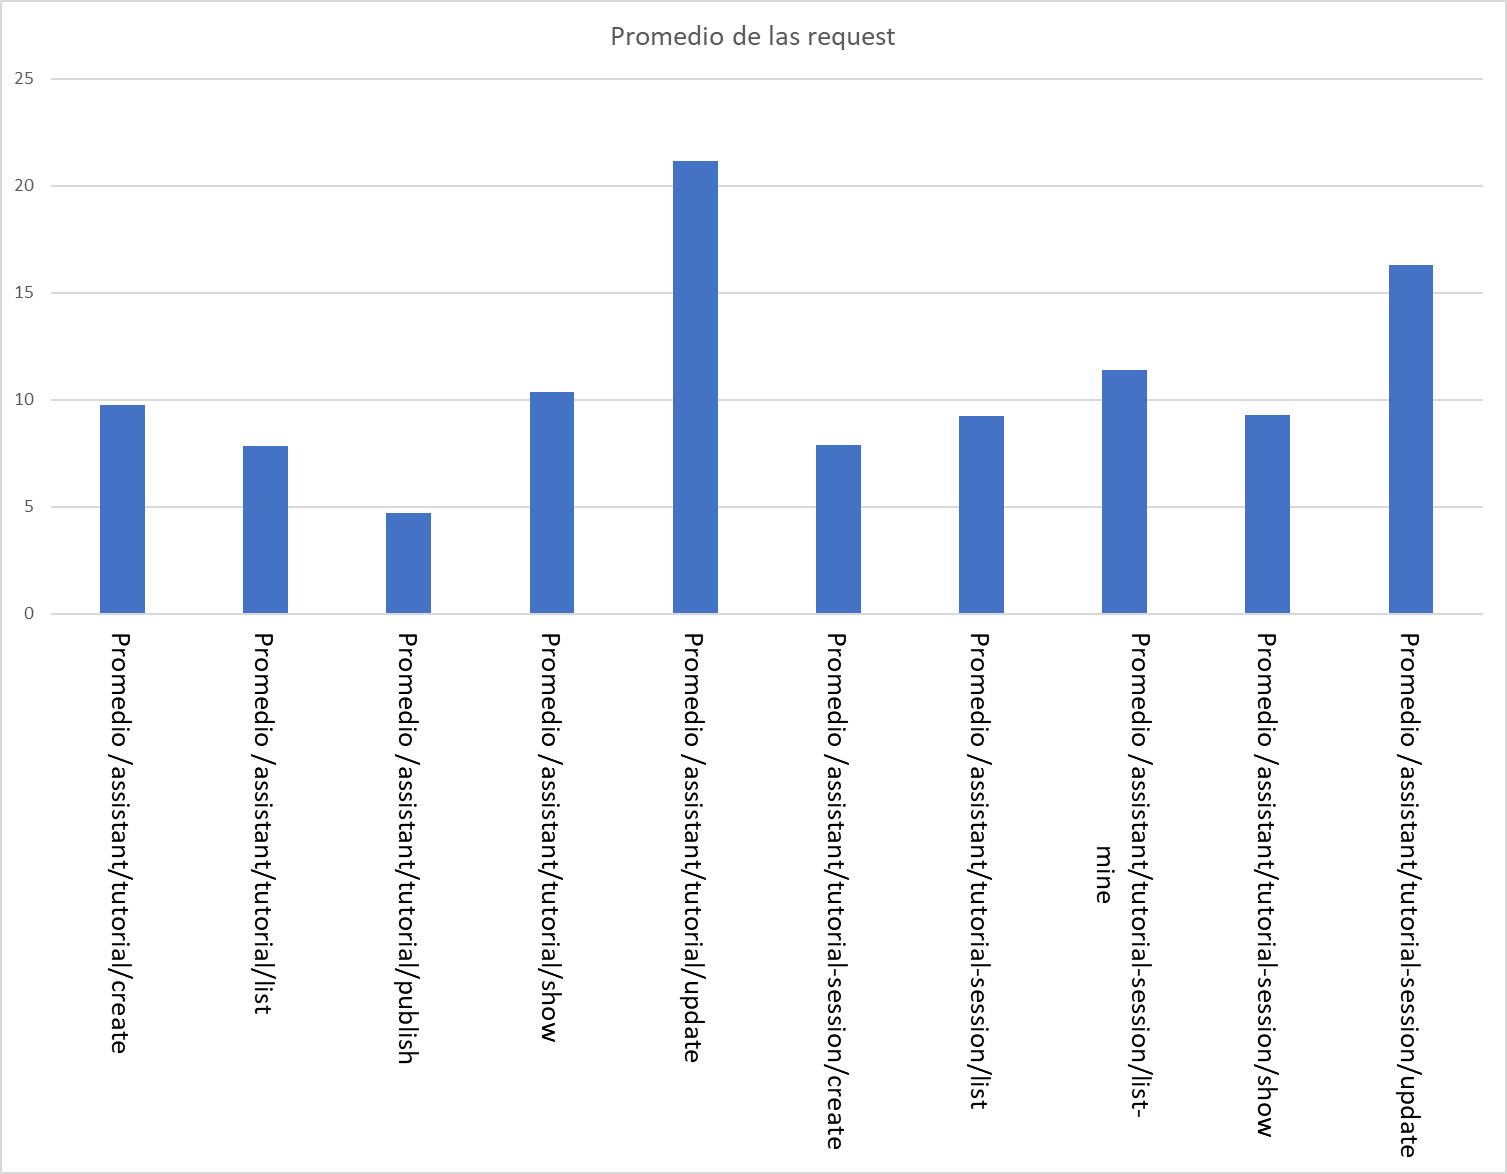 Promedio de las request
25
20
15
10
5
0
Promedio /assistant/tutorial/create
Promedio /assistant/tutorial/list
Promedio /assistant/tutorial/publish
Promedio /assistant/tutorial/show
Promedio /assistant/tutorial/update
Promedio /assistant/tutorial-session/create
Promedio /assistant/tutorial-session/list
Promedio /assistant/tutorial-session/list-
mine
Promedio /assistant/tutorial-session/show
Promedio /assistant/tutorial-session/update